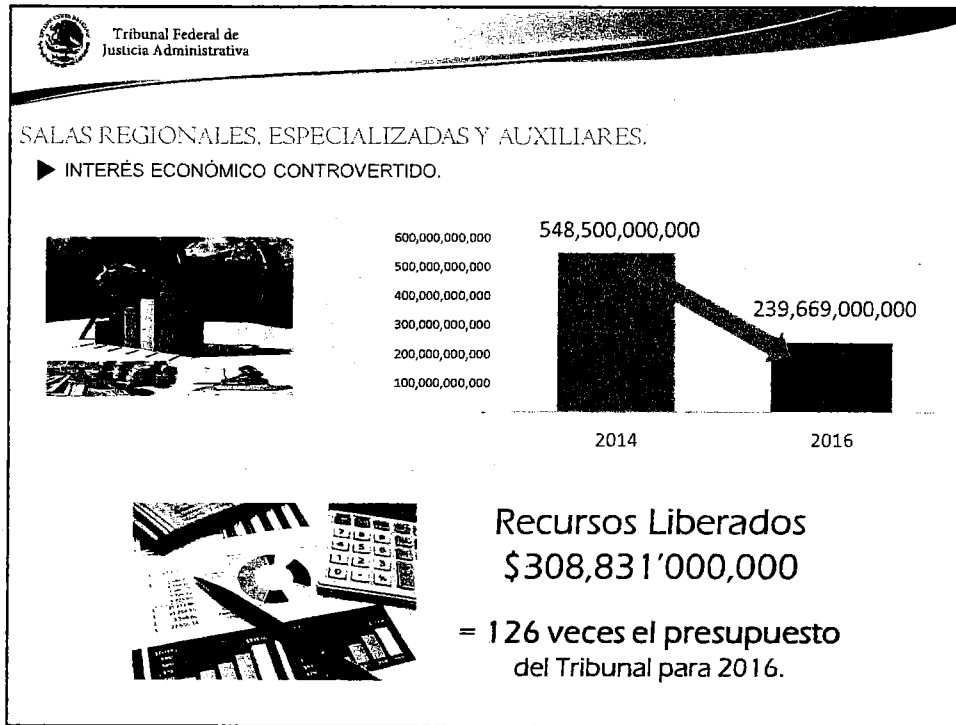 Tribunal Federal de
Justicia Administrativa
SALAS REGIONALES, ESPECIALIZADAS Y AUXILIARES.
▶ INTERÉS ECONÓMICO CONTROVERTIDO.
600,000,000,000
500,000,000,000
400,000,000,000
300,000,000,000
200,000,000,000
100,000,000,000
-
548,500,000,000
239,669,000,000
2014
2016
Recursos Liberados
$308,831'000,000
= 126 veces el presupuesto
del Tribunal para 2016.